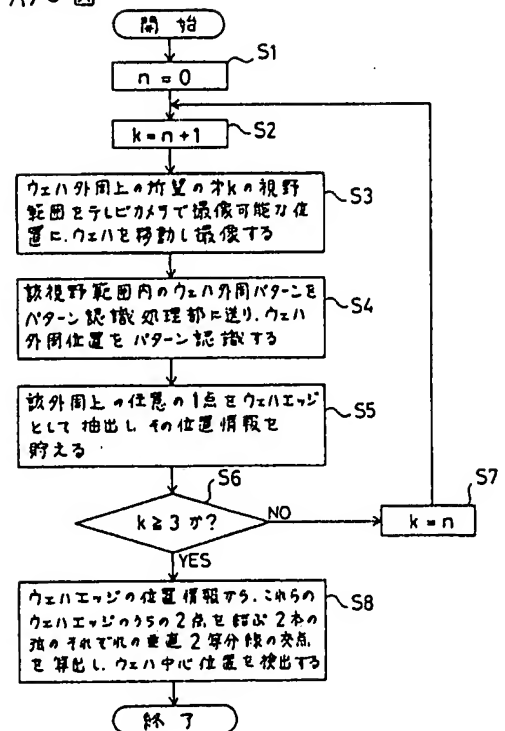 開始
S1
n = 0
S2
k = n + 1
S3
ウェハ外周上の所望の才kの視野
範囲をテレビカメラで撮像可能な位
置に、ウェハを移動し撮像する
S4
該視野範囲内のウェハ外周パターンを
パターン認識処理部に送り、ウェハ
外周位置をパターン認識する
S5
該外周上の任意の1点をウェハエッジ
として抽出しその位置情報を
貯える
S6
k ≧ 3 か?
NO
S7
k = n
YES
S8
ウェハエッジの位置情報から、これらの
ウェハエッジのうちの2点を結ぶ2本の
弦のそれぞれの垂直2等分線の交点
を算出し、ウェハ中心位置を検出する
終了